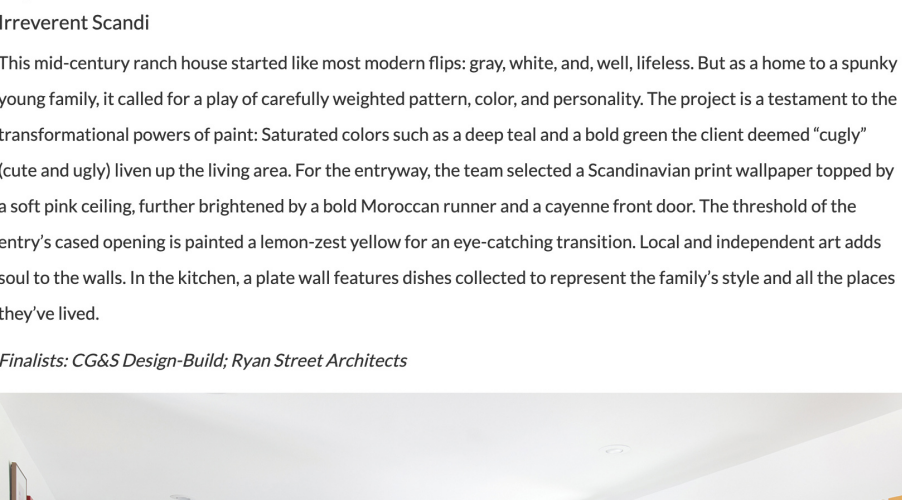 Irreverent Scandi
This mid-century ranch house started like most modern flips: gray, white, and, well, lifeless. But as a home to a spunky
young family, it called for a play of carefully weighted pattern, color, and personality. The project is a testament to the
transformational powers of paint: Saturated colors such as a deep teal and a bold green the client deemed “cugly”
(cute and ugly) liven up the living area. For the entryway, the team selected a Scandinavian print wallpaper topped by
a soft pink ceiling, further brightened by a bold Moroccan runner and a cayenne front door. The threshold of the
entry’s cased opening is painted a lemon-zest yellow for an eye-catching transition. Local and independent art adds
soul to the walls. In the kitchen, a plate wall features dishes collected to represent the family’s style and all the places
they’ve lived.
Finalists: CG&S Design-Build; Ryan Street Architects